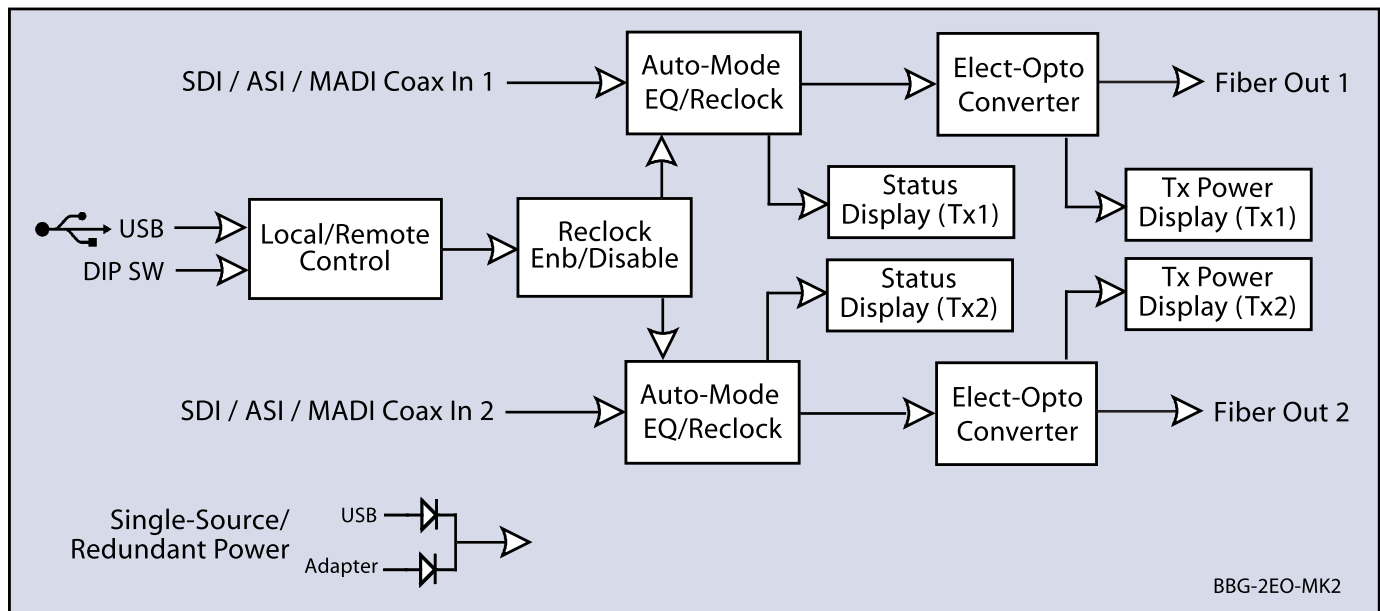 SDI / ASI / MADI Coax In 1
Auto-Mode
EQ/Reclock
Elect-Opto
Converter
Fiber Out 1
Status
Display (Tx1)
Tx Power
Display (Tx1)
USB
DIP SW
Local/Remote
Control
Reclock
Enb/Disable
Status
Display (Tx2)
Tx Power
Display (Tx2)
SDI / ASI / MADI Coax In 2
Auto-Mode
EQ/Reclock
Elect-Opto
Converter
Fiber Out 2
Single-Source/
Redundant Power
USB
Adapter
BBG-2EO-MK2